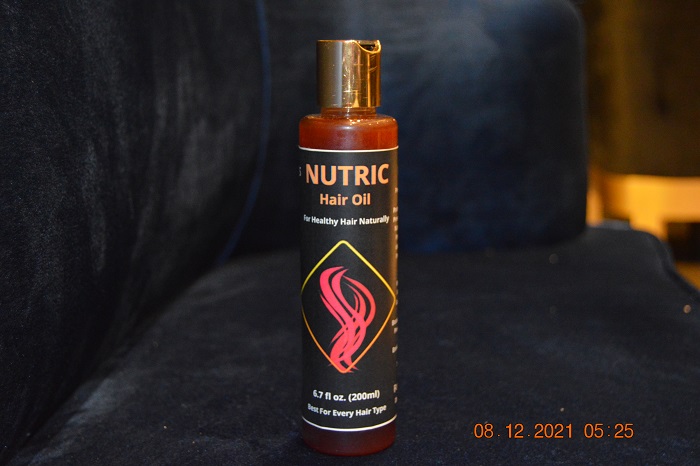 NUTRIC
Hair Oil
For Healthy Hair Naturally
6.7 fl oz. (200ml)
Best For Every Hair Type
08.12.2021 05:25